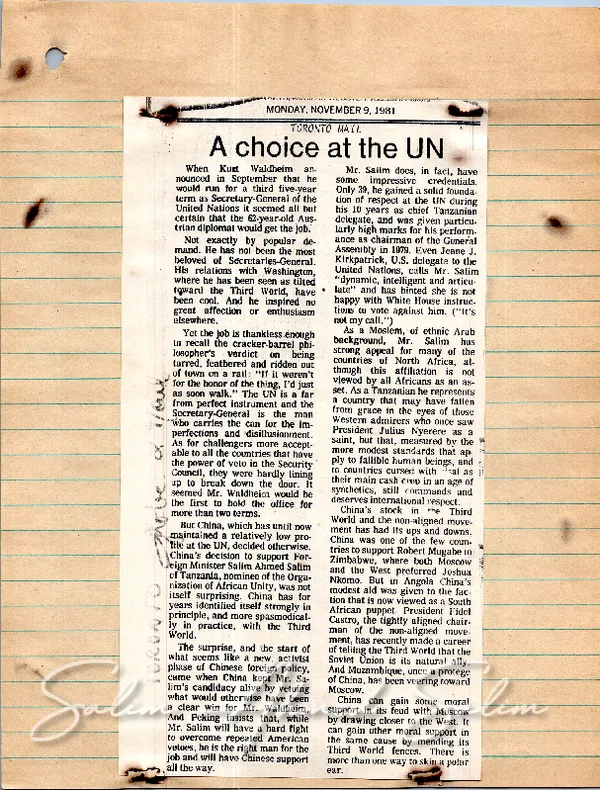 MONDAY, NOVEMBER 9, 1981
TORONTO MAIL
A choice at the UN
When Kurt Waldheim an-
nounced in September that he
would run for a third five-year
term as Secretary-General of the
United Nations it seemed all but
certain that the 62-year-old Aus-
trian diplomat would get the job.
Not exactly by popular de-
mand. He has not been the most
beloved of Secretaries-General.
His relations with Washington,
where he has been seen as tilted
toward the Third World, have
been cool. And he inspired no
great affection or enthusiasm
elsewhere.
Yet the job is thankless enough
to recall the cracker-barrel phi-
losopher's verdict on being
tarred, feathered and ridden out
of town on a rail: "If it weren't
for the honor of the thing, I'd just
as soon walk." The UN is a far
from perfect instrument and the
Secretary-General is the man
who carries the can for the im-
perfections and disillusionment.
As for challengers more accept-
able to all the countries that have
the power of veto in the Security
Council, they were hardly lining
up to break down the door. It
seemed Mr. Waldheim would be
the first to hold the office for
more than two terms.
But China, which has until now
maintained a relatively low pro-
file at the UN, decided otherwise.
China's decision to support For-
eign Minister Salim Ahmed Salim
of Tanzania, nominee of the Orga-
nization of African Unity, was not
itself surprising. China has for
years identified itself strongly in
principle, and more spasmodical-
ly in practice, with the Third
World.
The surprise, and the start of
what seems like a new activist
phase of Chinese foreign policy,
came when China kept Mr. Sa-
lim's candidacy alive by vetoing
what would otherwise have been
a clear win for Mr. Waldheim.
And Peking insists that, while
Mr. Salim will have a hard fight
to overcome repeated American
vetoes, he is the right man for the
job and will have Chinese support
all the way.
Mr. Salim does, in fact, have
some impressive credentials.
Only 39, he gained a solid founda-
tion of respect at the UN during
his 10 years as chief Tanzanian
delegate, and was given particu-
larly high marks for his perform-
ance as chairman of the General
Assembly in 1979. Even Jeane J.
Kirkpatrick, U.S. delegate to the
United Nations, calls Mr. Salim
"dynamic, intelligent and articu-
late" and has hinted she is not
happy with White House instruc-
tions to vote against him. ("It's
not my call.")
As a Moslem, of ethnic Arab
background, Mr. Salim has
strong appeal for many of the
countries of North Africa, al-
though this affiliation is not
viewed by all Africans as an as-
set. As a Tanzanian he represents
a country that may have fallen
from grace in the eyes of those
Western admirers who once saw
President Julius Nyerere as a
saint, but that, measured by the
more modest standards that ap-
ply to fallible human beings, and
to countries cursed with sisal as
their main cash crop in an age of
synthetics, still commands and
deserves international respect.
China's stock in the Third
World and the non-aligned move-
ment has had its ups and downs.
China was one of the few coun-
tries to support Robert Mugabe in
Zimbabwe, where both Moscow
and the West preferred Joshua
Nkomo. But in Angola China's
modest aid was given to the fac-
tion that is now viewed as a South
African puppet. President Fidel
Castro, the tightly aligned chair-
man of the non-aligned move-
ment, has recently made a career
of telling the Third World that the
Soviet Union is its natural ally.
And Mozambique, once a protege
of China, has been veering toward
Moscow.
China can gain some moral
support in its feud with Moscow
by drawing closer to the West. It
can gain other moral support in
the same cause by mending its
Third World fences. There is
more than one way to skin a polar
ear.
Salim Ahmed Salim